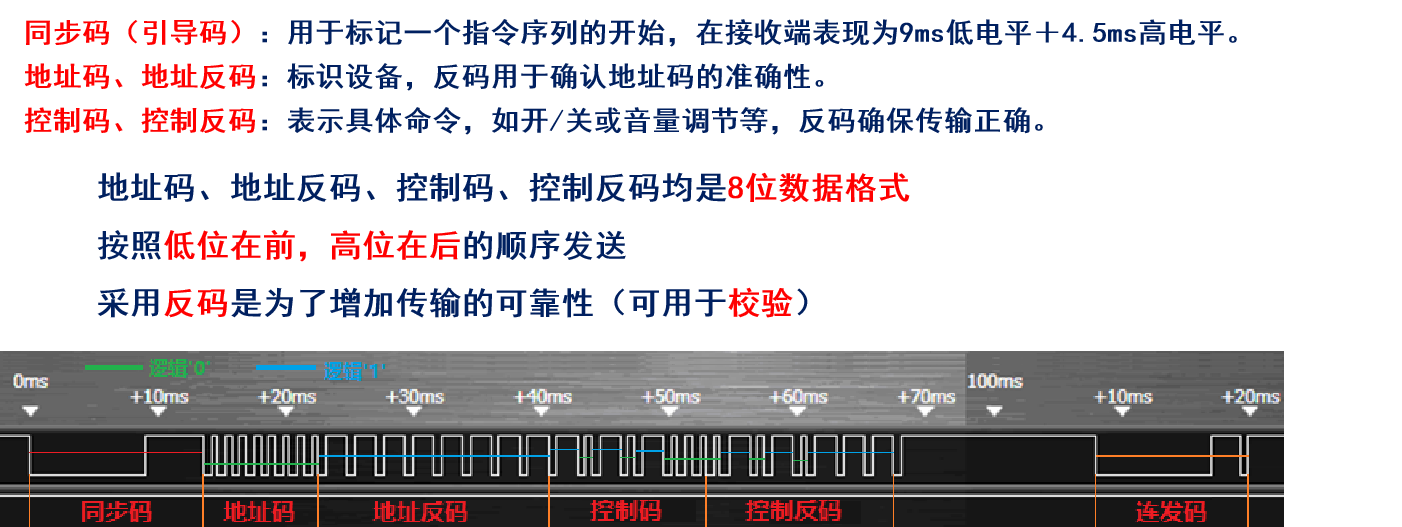 同步码（引导码）：用于标记一个指令序列的开始，在接收端表现为9ms低电平＋4.5ms高电平。
地址码、地址反码：标识设备，反码用于确认地址码的准确性。
控制码、控制反码：表示具体命令，如开/关或音量调节等，反码确保传输正确。
地址码、地址反码、控制码、控制反码均是8位数据格式
按照低位在前，高位在后的顺序发送
采用反码是为了增加传输的可靠性（可用于校验）
逻辑'0' 逻辑'1'
0ms +10ms +20ms +30ms +40ms +50ms +60ms +70ms 100ms +10ms +20ms
同步码 地址码 地址反码 控制码 控制反码 连发码